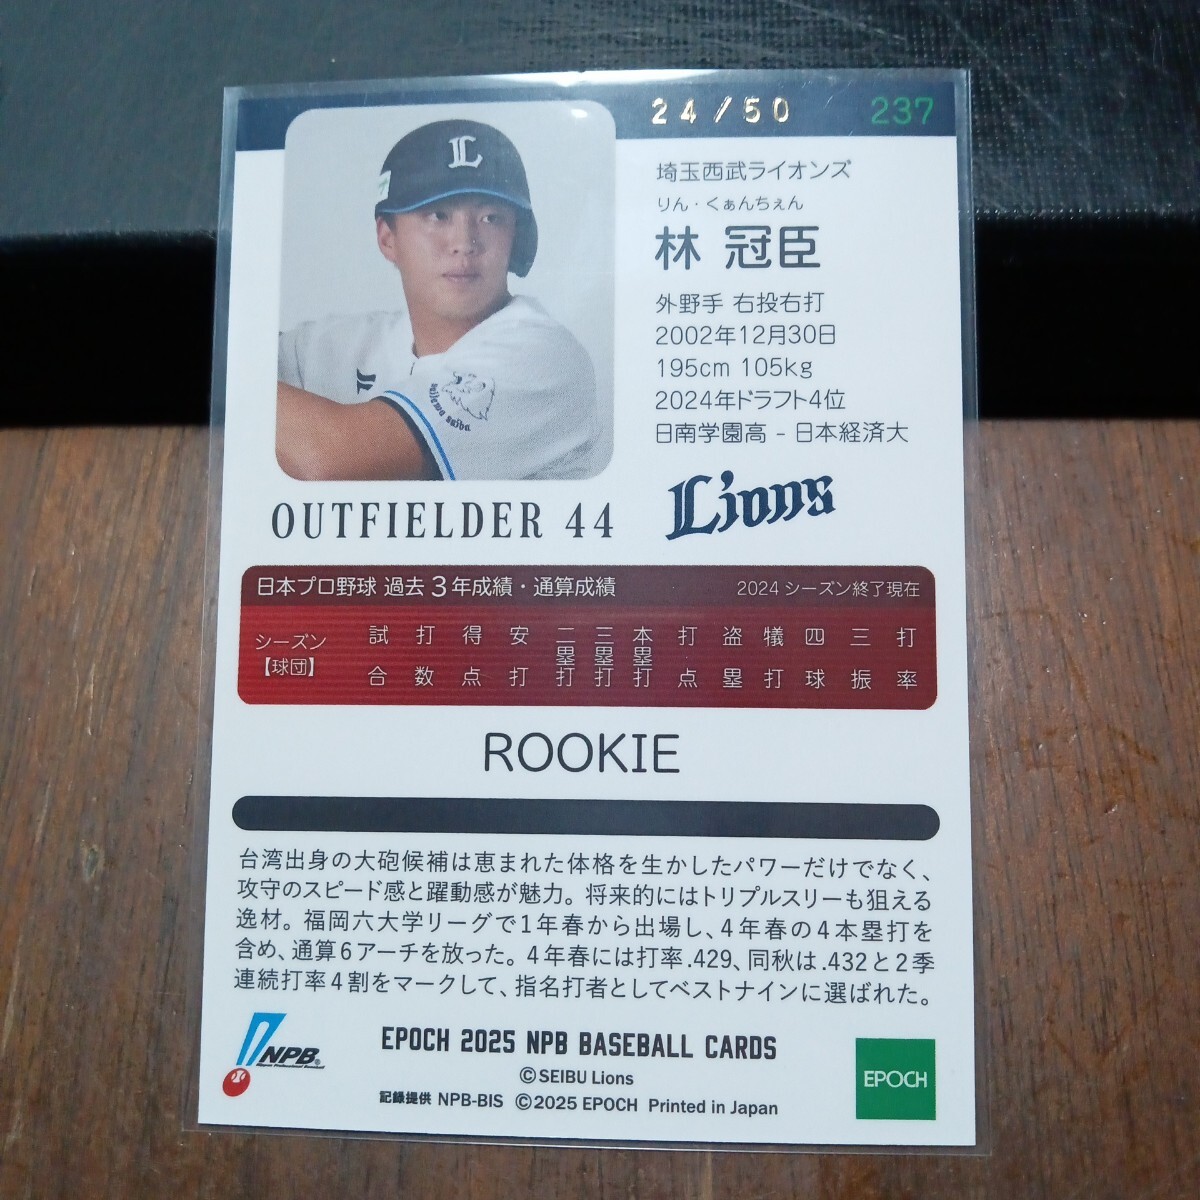 24/50
237
L
埼玉西武ライオンズ
りん・くぁんちぇん
林 冠臣
外野手 右投右打
2002年12月30日
195cm 105kg
2024年ドラフト4位
日南学園高 - 日本経済大
OUTFIELDER 44
Lions
日本プロ野球 過去3年成績・通算成績
2024 シーズン終了現在
シーズン【球団】 試合 打数 得点 安打 二塁打 三塁打 本塁打 打点 盗塁 犠打 四球 三振 打率
ROOKIE
台湾出身の大砲候補は恵まれた体格を生かしたパワーだけでなく、
攻守のスピード感と躍動感が魅力。将来的にはトリプルスリーも狙える
逸材。福岡六大学リーグで1年春から出場し、4年春の4本塁打を
含め、通算6アーチを放った。4年春には打率.429、同秋は.432と2季
連続打率4割をマークして、指名打者としてベストナインに選ばれた。
NPB
EPOCH 2025 NPB BASEBALL CARDS
©SEIBU Lions
記録提供 NPB-BIS ©2025 EPOCH Printed in Japan
EPOCH